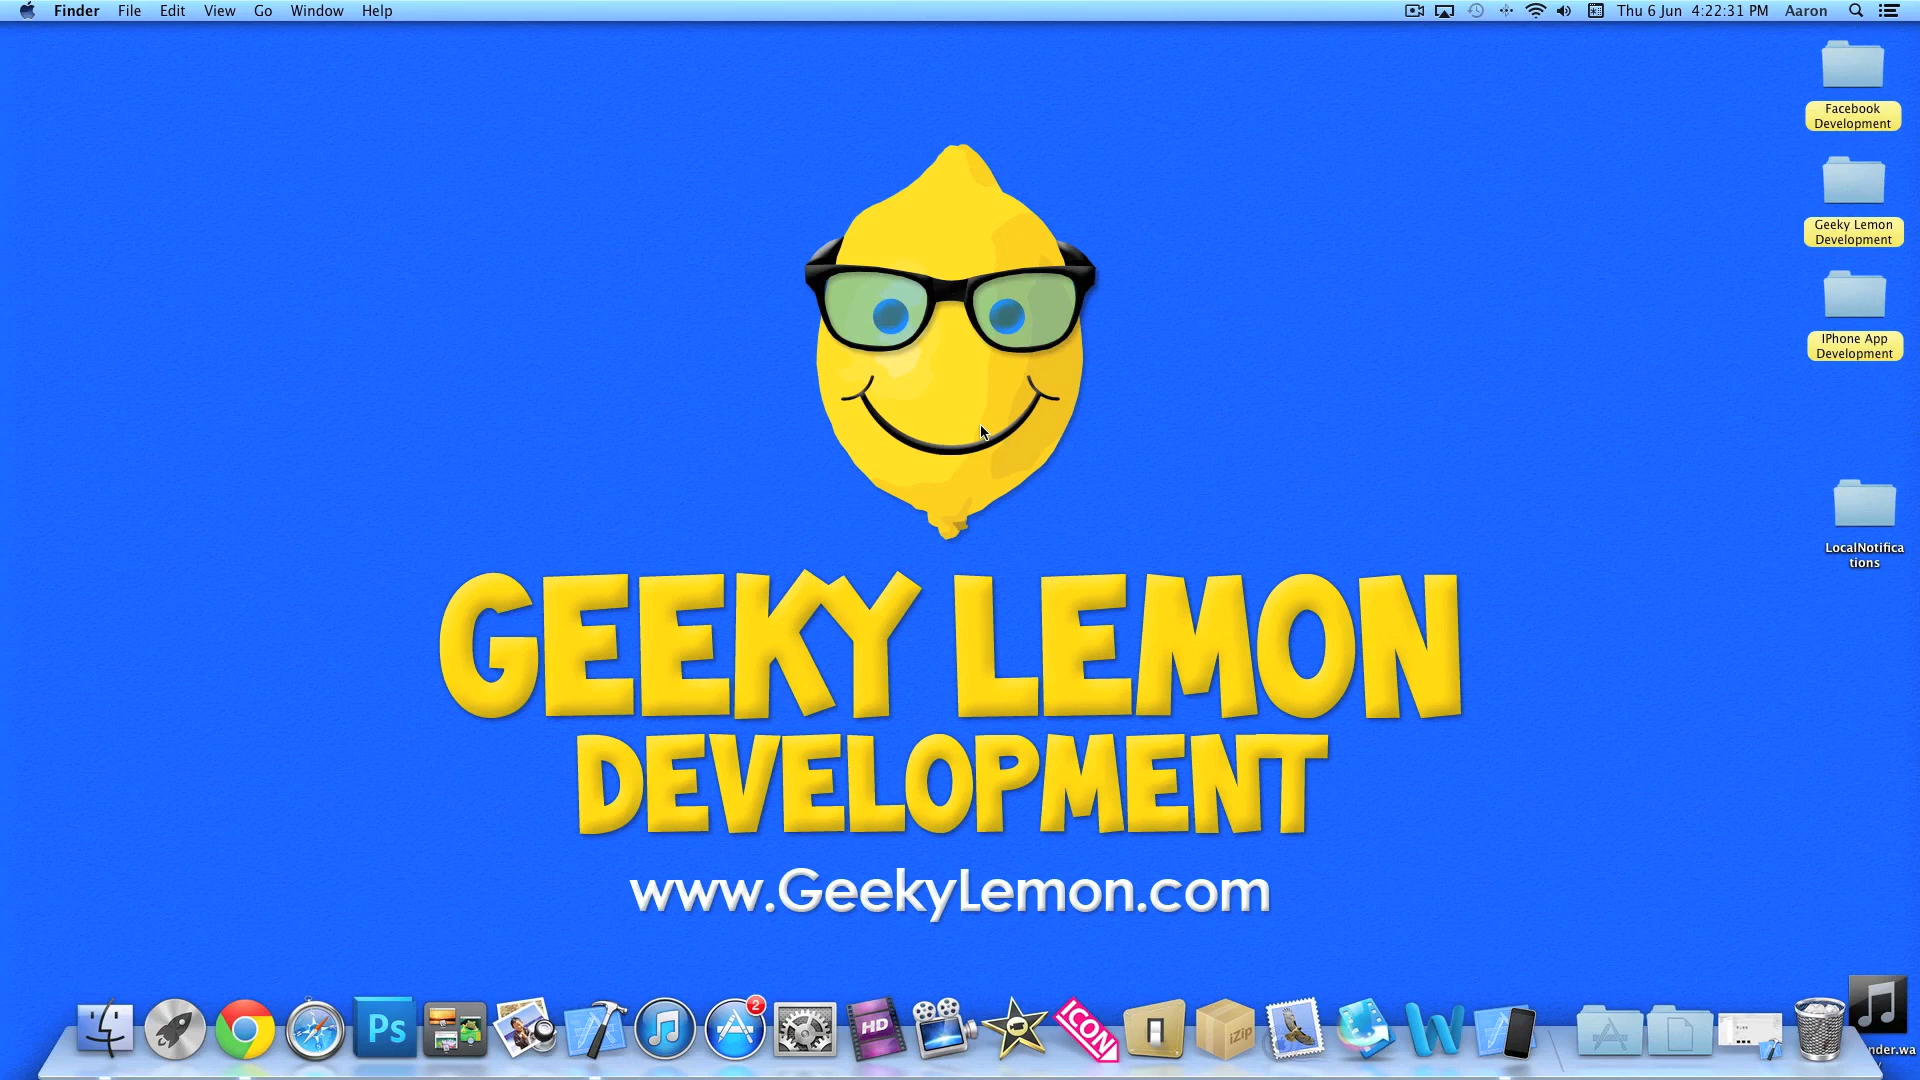 Finder File Edit View Go Window Help
Thu 6 Jun 4:22:31 PM Aaron
Facebook
Development
Geeky Lemon
Development
IPhone App
Development
LocalNotifica
tions
GEEKY LEMON
DEVELOPMENT
www.GeekyLemon.com
Ps
2
HD
ICON
iZip
W
nder.wa